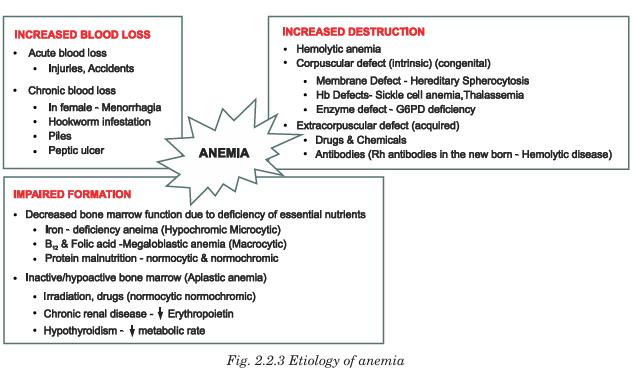 INCREASED BLOOD LOSS
• Acute blood loss
• Injuries, Accidents
• Chronic blood loss
• In female - Menorrhagia
• Hookworm infestation
• Piles
• Peptic ulcer
INCREASED DESTRUCTION
• Hemolytic anemia
• Corpuscular defect (intrinsic) (congenital)
• Membrane Defect - Hereditary Spherocytosis
• Hb Defects- Sickle cell anemia,Thalassemia
• Enzyme defect - G6PD deficiency
• Extracorpuscular defect (acquired)
• Drugs & Chemicals
• Antibodies (Rh antibodies in the new born - Hemolytic disease)
ANEMIA
IMPAIRED FORMATION
• Decreased bone marrow function due to deficiency of essential nutrients
• Iron - deficiency aneima (Hypochromic Microcytic)
• B₁₂ & Folic acid -Megaloblastic anemia (Macrocytic)
• Protein malnutrition - normocytic & normochromic
• Inactive/hypoactive bone marrow (Aplastic anemia)
• Irradiation, drugs (normocytic normochromic)
• Chronic renal disease - ↓ Erythropoietin
• Hypothyroidism - ↓ metabolic rate
Fig. 2.2.3 Etiology of anemia